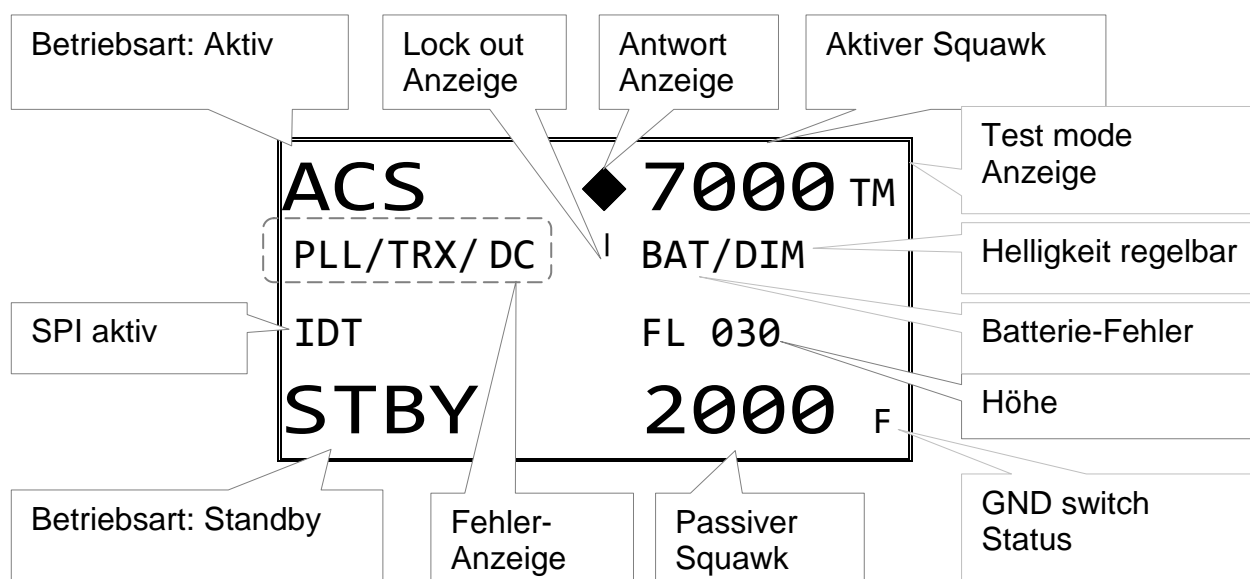 Betriebsart: Aktiv
Lock out
Anzeige
Antwort
Anzeige
Aktiver Squawk
Test mode
Anzeige
ACS ◆ 7000 TM
PLL/TRX/ DC I BAT/DIM
Helligkeit regelbar
SPI aktiv
IDT FL 030
Batterie-Fehler
Höhe
STBY 2000 F
Betriebsart: Standby
Fehler-
Anzeige
Passiver
Squawk
GND switch
Status